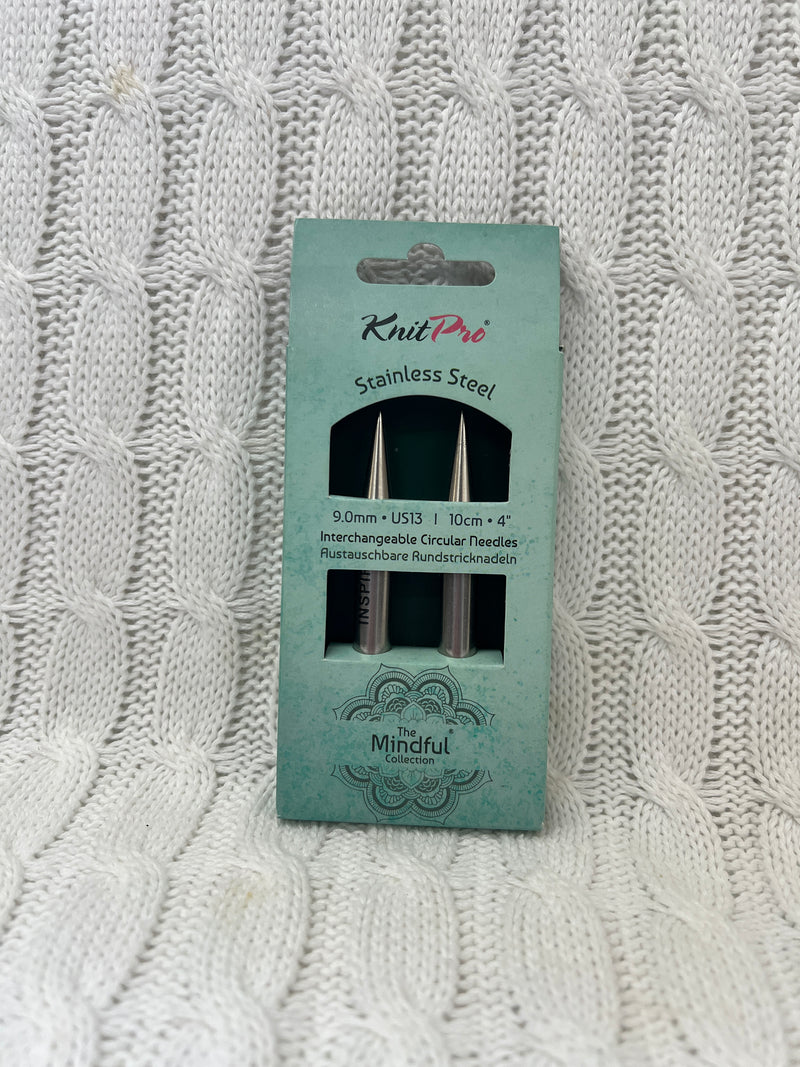 KnitPro®
Stainless Steel
9.0mm • US13 | 10cm • 4"
Interchangeable Circular Needles
Austauschbare Rundstricknadeln
The
Mindful®
Collection